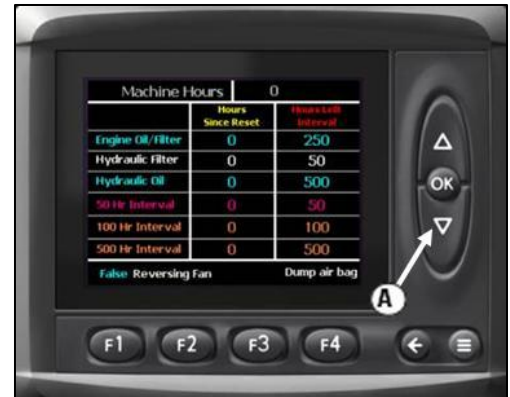 Machine Hours 0
Hours Since Reset Hours Left Interval
Engine Oil/Filter 0 250
Hydraulic Filter 0 50
Hydraulic Oil 0 500
50 Hr Interval 0 50
100 Hr Interval 0 100
500 Hr Interval 0 500
False Reversing Fan Dump air bag
OK
A
F1 F2 F3 F4